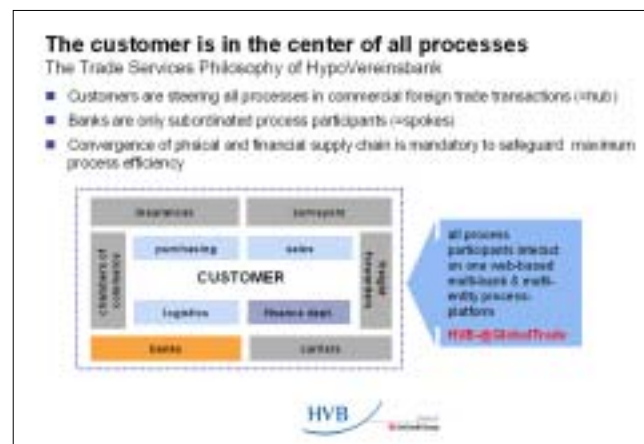 The customer is in the center of all processes
The Trade Services Philosophy of HypoVereinsbank
Customers are steering all processes in commercial foreign trade transactions (=hub)
Banks are only subordinated process participants (=spokes)
Convergence of phsical and financial supply chain is mandatory to safeguard maximum
process efficiency
insurances
surveyors
chambers of
commerce
purchasing
sales
freight
forwarders
CUSTOMER
logistics
finance dept.
banks
carriers
all process
participants interact
on one web-based
multi-bank & multi-
entity process-
platform
HVB-@GlobalTrade
HVB